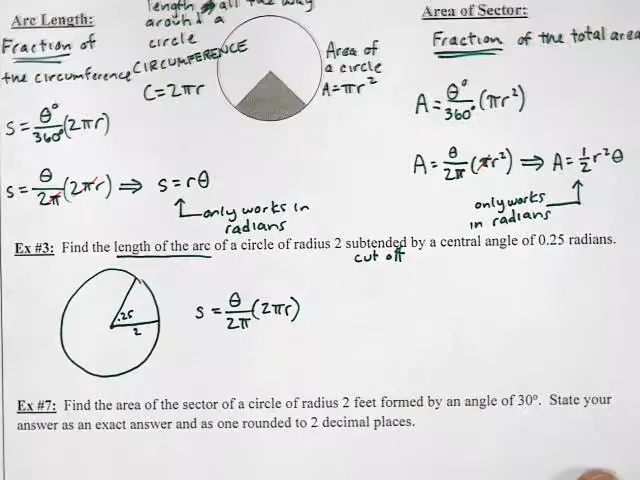 Arc Length:
Fraction of
the circumference
length all the way
around a
circle
CIRCUMFERENCE
C=2πr
Area of
a circle
A=πr²
Area of Sector:
Fraction of the total area
S=θ°/360°(2πr)
A=θ°/360°(πr²)
S=θ/2π(2πr) ⇒ S=rθ
only works in
radians
A=θ/2π(πr²) ⇒ A=1/2r²θ
only works
in radians
Ex #3: Find the length of the arc of a circle of radius 2 subtended by a central angle of 0.25 radians.
cut off
.25
2
S=θ/2π(2πr)
Ex #7: Find the area of the sector of a circle of radius 2 feet formed by an angle of 30°. State your
answer as an exact answer and as one rounded to 2 decimal places.